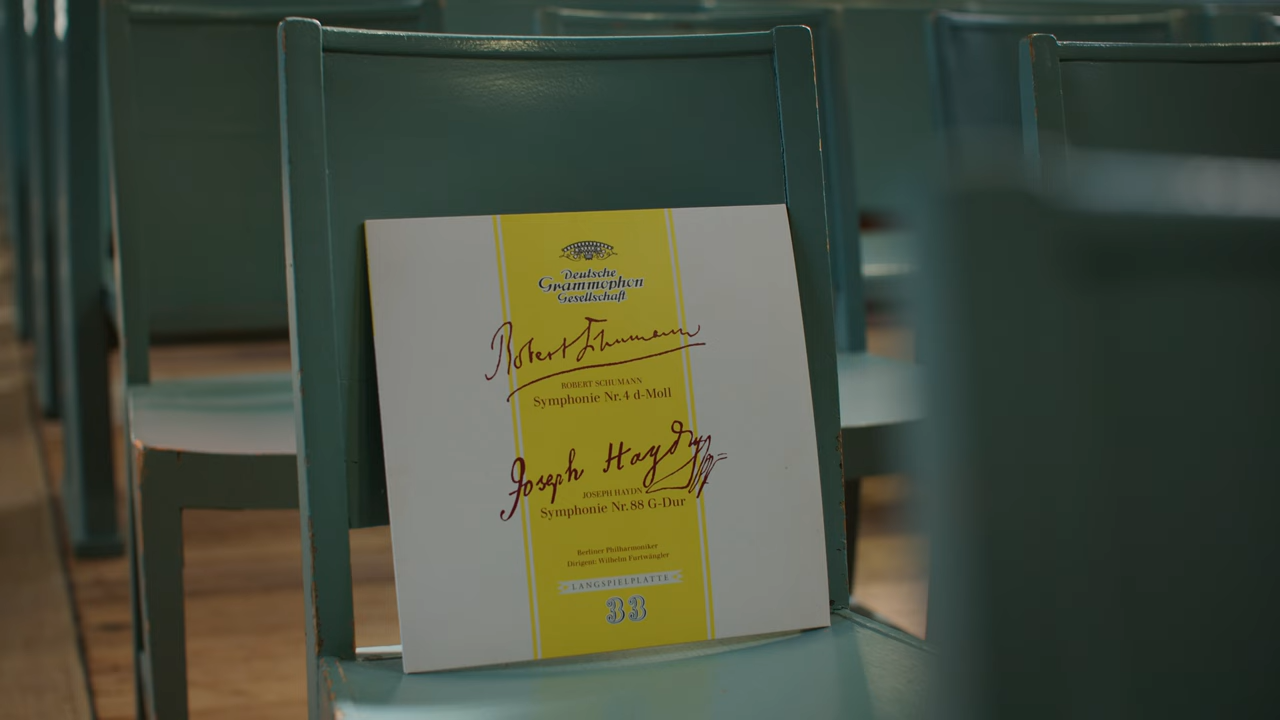 Deutsche
Grammophon
Gesellschaft
Robert Schumann
ROBERT SCHUMANN
Symphonie Nr. 4 d-Moll
Joseph Haydn
JOSEPH HAYDN
Symphonie Nr. 88 G-Dur
Berliner Philharmoniker
Dirigent: Wilhelm Furtwängler
LANGSPIELPLATTE
33